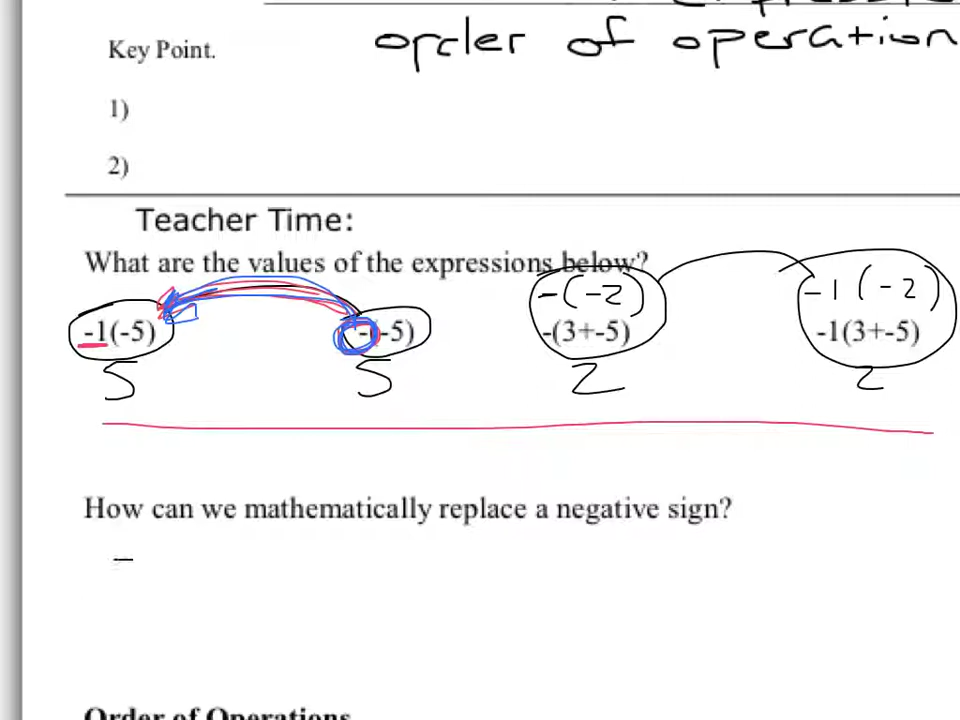 order of operation
Key Point.
1)
2)
Teacher Time:
What are the values of the expressions below?
-(-2) -1(-2)
-1(-5) -(-5) -(3+-5) -1(3+-5)
5 5 2 2
How can we mathematically replace a negative sign?
-
Order of Operations